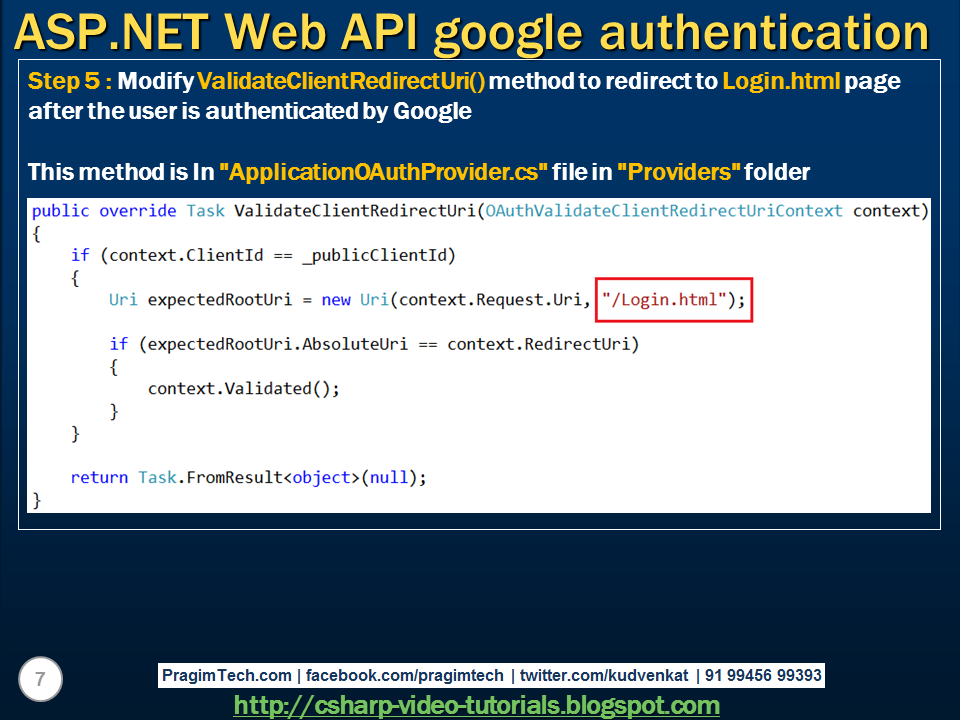 ASP.NET Web API google authentication
Step 5 : Modify ValidateClientRedirectUri() method to redirect to Login.html page
after the user is authenticated by Google
This method is In "ApplicationOAuthProvider.cs" file in "Providers" folder
public override Task ValidateClientRedirectUri(OAuthValidateClientRedirectUriContext context)
{
if (context.ClientId == _publicClientId)
{
Uri expectedRootUri = new Uri(context.Request.Uri, "/Login.html");
if (expectedRootUri.AbsoluteUri == context.RedirectUri)
{
context.Validated();
}
}
return Task.FromResult<object>(null);
}
7
PragimTech.com | facebook.com/pragimtech | twitter.com/kudvenkat | 91 99456 99393
http://csharp-video-tutorials.blogspot.com